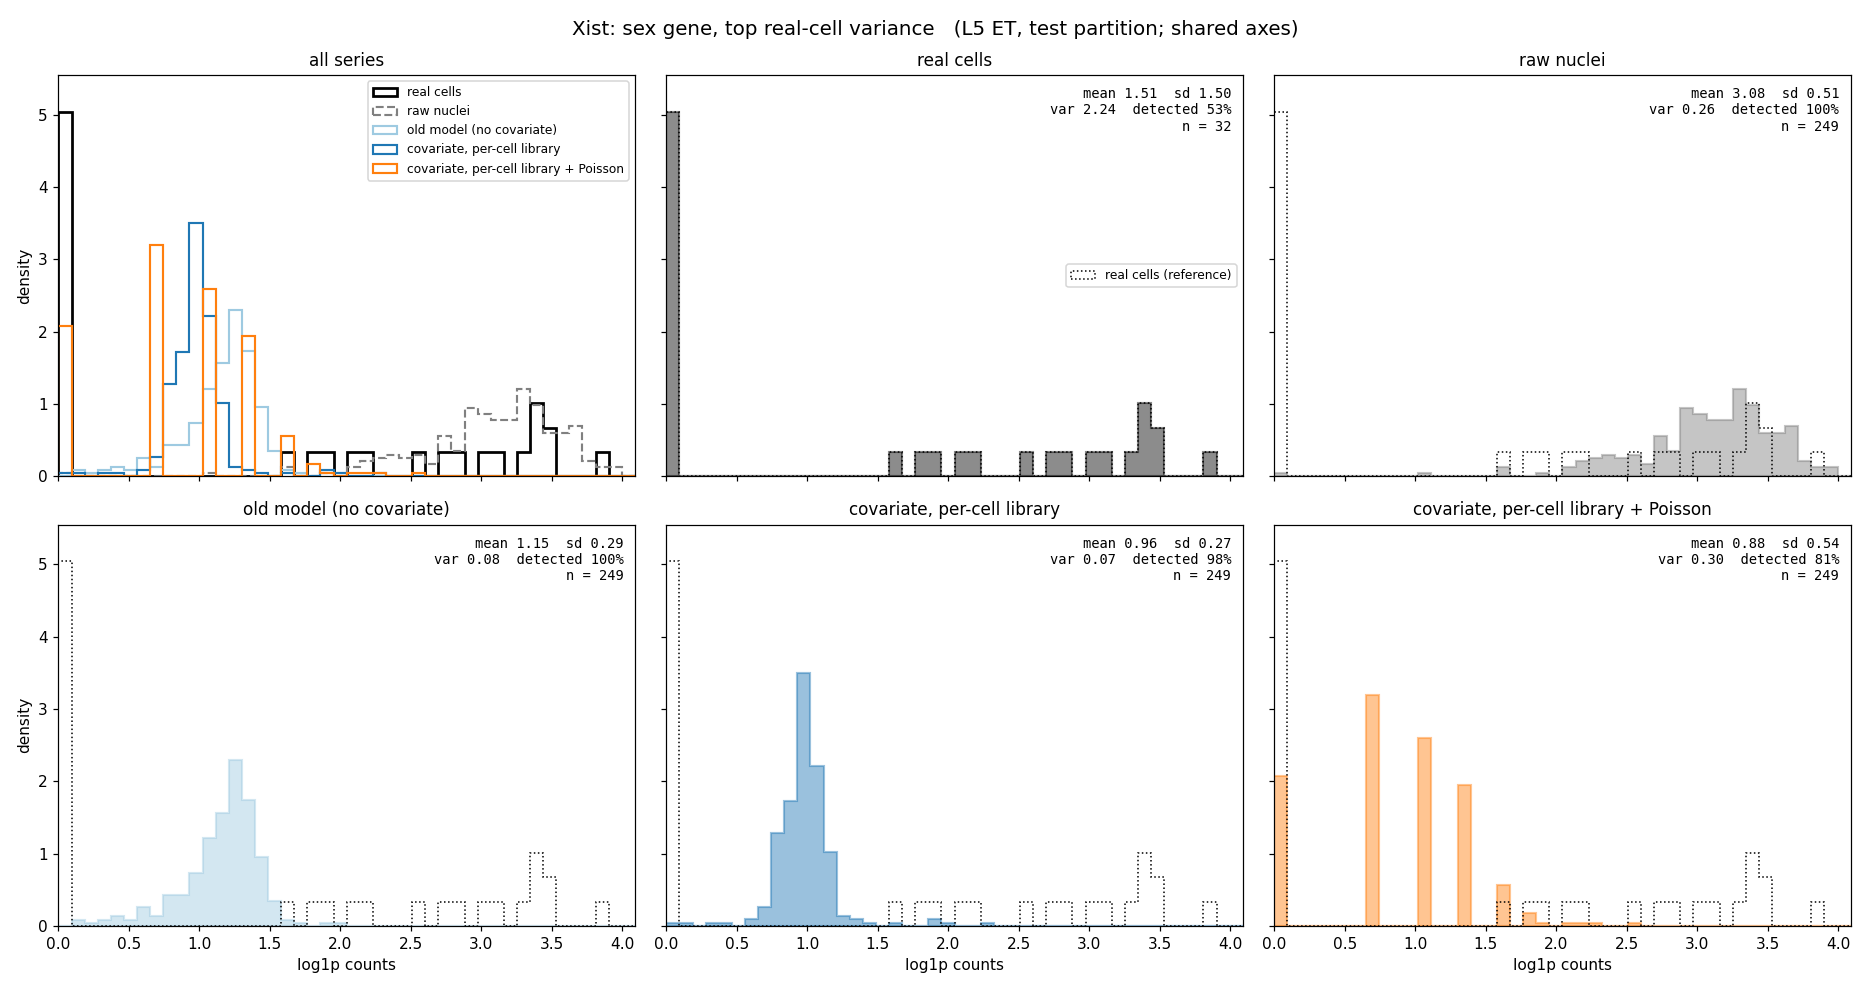 Xist: sex gene, top real-cell variance (L5 ET, test partition; shared axes)
all series
real cells
raw nuclei
old model (no covariate)
covariate, per-cell library
covariate, per-cell library + Poisson
density
5
4
3
2
1
0
real cells
mean 1.51 sd 1.50
var 2.24 detected 53%
n = 32
real cells (reference)
raw nuclei
mean 3.08 sd 0.51
var 0.26 detected 100%
n = 249
old model (no covariate)
mean 1.15 sd 0.29
var 0.08 detected 100%
n = 249
density
5
4
3
2
1
0
0.0 0.5 1.0 1.5 2.0 2.5 3.0 3.5 4.0
log1p counts
covariate, per-cell library
mean 0.96 sd 0.27
var 0.07 detected 98%
n = 249
0.0 0.5 1.0 1.5 2.0 2.5 3.0 3.5 4.0
log1p counts
covariate, per-cell library + Poisson
mean 0.88 sd 0.54
var 0.30 detected 81%
n = 249
0.0 0.5 1.0 1.5 2.0 2.5 3.0 3.5 4.0
log1p counts